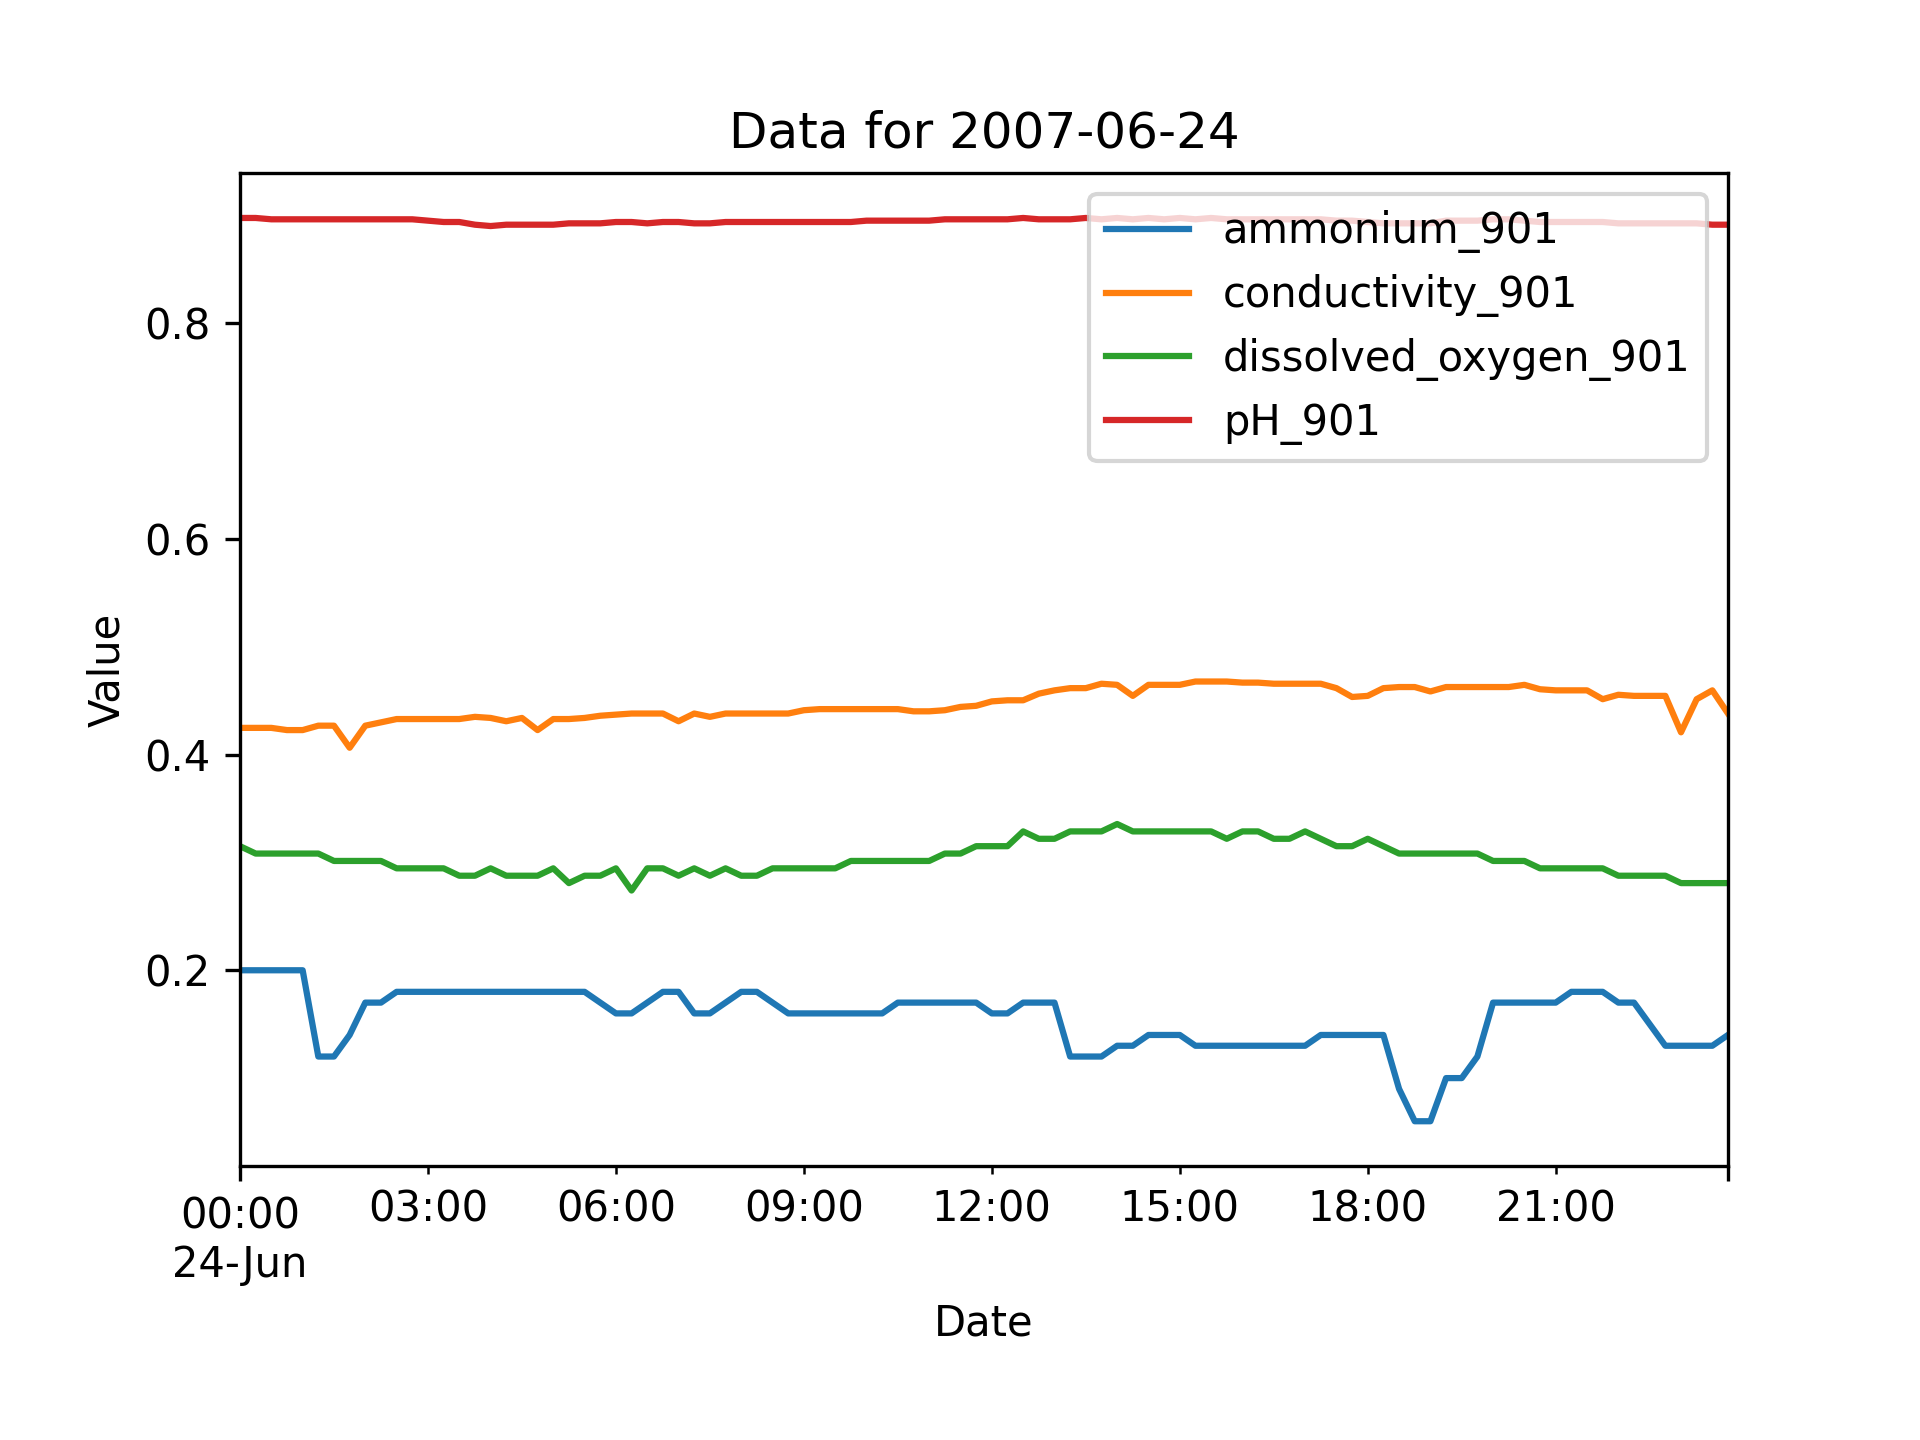 Data for 2007-06-24
ammonium_901
conductivity_901
dissolved_oxygen_901
pH_901
Value
0.8
0.6
0.4
0.2
00:00 03:00 06:00 09:00 12:00 15:00 18:00 21:00
24-Jun
Date